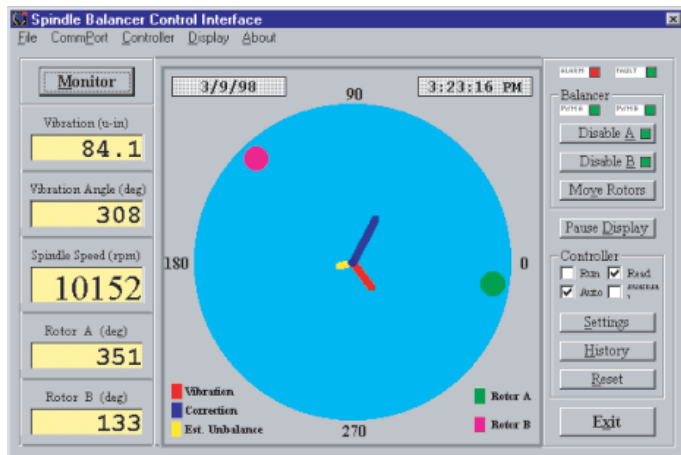 Spindle Balancer Control Interface
File CommPort Controller Display About
Monitor
Vibration (u-in)
84.1
Vibration Angle (deg)
308
Spindle Speed (rpm)
10152
Rotor A (deg)
351
Rotor B (deg)
133
3/9/98
3:23:16 PM
90
180
0
270
Vibration
Correction
Est. Unbalance
Rotor A
Rotor B
ALARM FAULT
Balancer
Disable A
Disable B
Move Rotors
Pause Display
Controller
Run Read
Auto
Settings
History
Reset
Exit